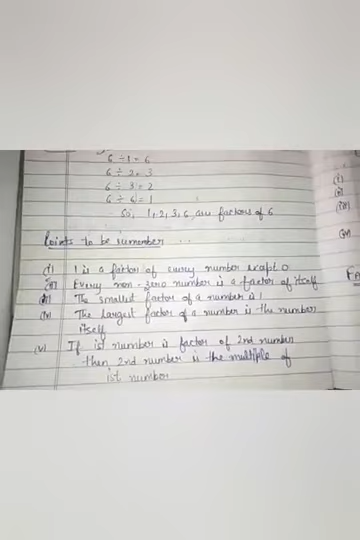 6 ÷ 1 = 6
6 ÷ 2 = 3
6 ÷ 3 = 2
6 ÷ 6 = 1
So, 1, 2, 3, 6, are factors of 6
Points to be remember
(i) 1 is a factor of every number except 0
(ii) Every non-zero number is a factor of itself
(iii) The smalled factor of a number is 1
(iv) The largest factor of a number is the number
itself
(v) If 1st number is factor of 2nd number
then 2nd number is the multiple of
1st number
(i)
(ii)
(iii)
(iv)